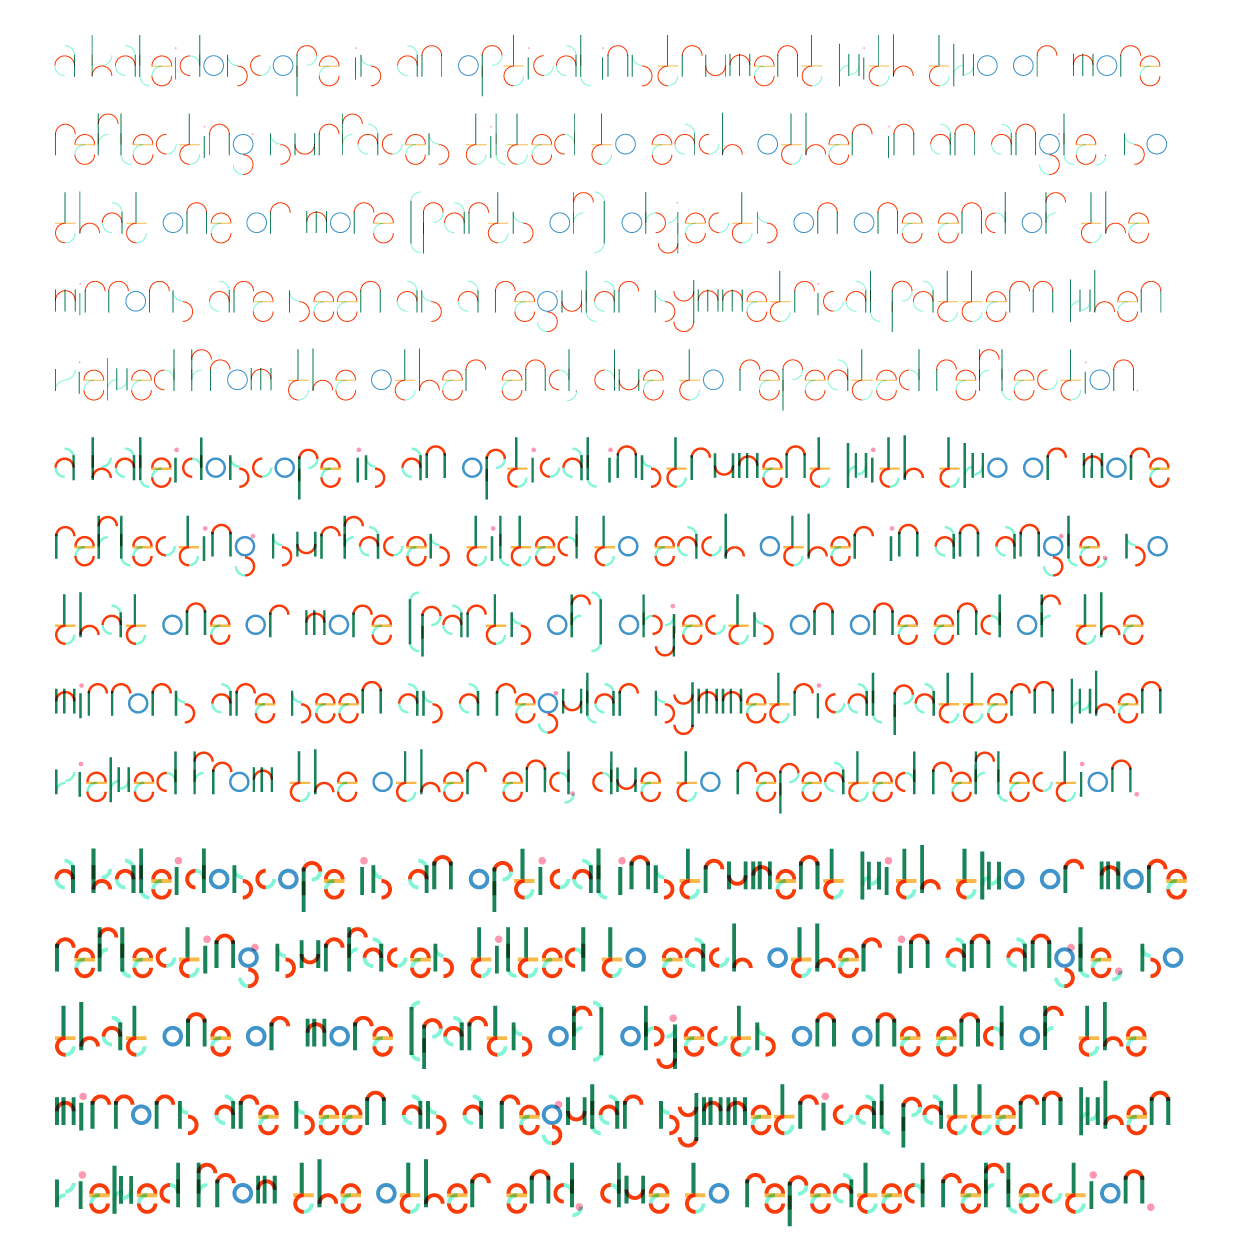 a kaleidoscope is an optical instrument with two or more
reflecting surfaces tilted to each other in an angle, so
that one or more (parts of) objects on one end of the
mirrors are seen as a regular symmetrical pattern when
viewed from the other end, due to repeated reflection.
a kaleidoscope is an optical instrument with two or more
reflecting surfaces tilted to each other in an angle, so
that one or more (parts of) objects on one end of the
mirrors are seen as a regular symmetrical pattern when
viewed from the other end, due to repeated reflection.
a kaleidoscope is an optical instrument with two or more
reflecting surfaces tilted to each other in an angle, so
that one or more (parts of) objects on one end of the
mirrors are seen as a regular symmetrical pattern when
viewed from the other end, due to repeated reflection.